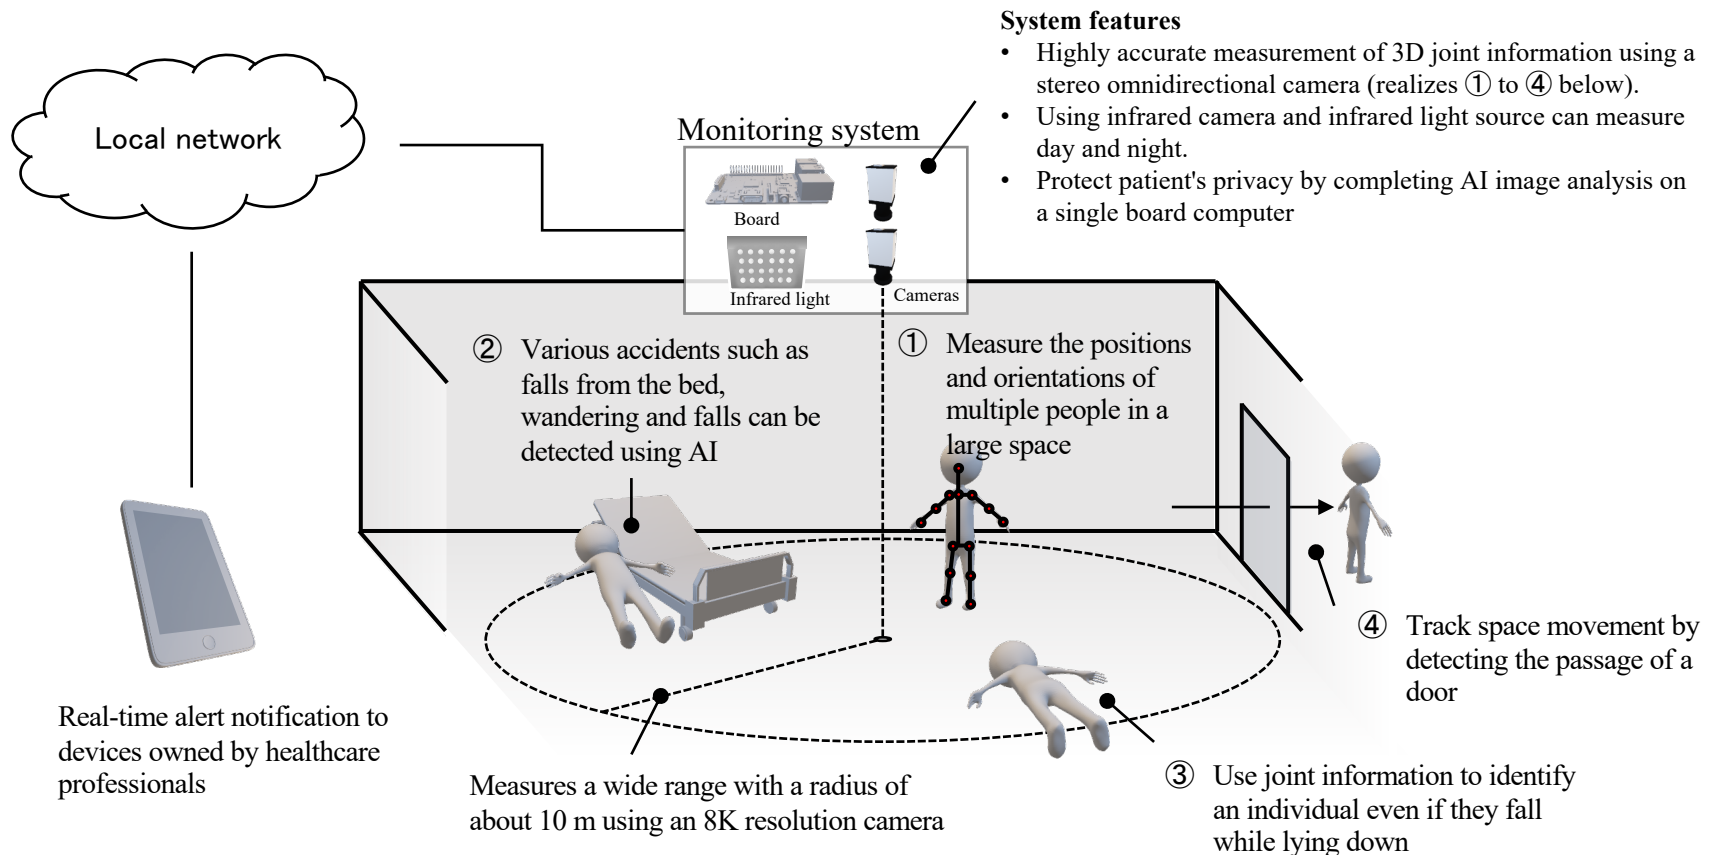 System features
• Highly accurate measurement of 3D joint information using a
stereo omnidirectional camera (realizes ① to ④ below).
• Using infrared camera and infrared light source can measure
day and night.
• Protect patient's privacy by completing AI image analysis on
a single board computer
Local network
Monitoring system
Board
Infrared light
Cameras
② Various accidents such as
falls from the bed,
wandering and falls can be
detected using AI
① Measure the positions
and orientations of
multiple people in a
large space
④ Track space movement by
detecting the passage of a
door
Real-time alert notification to
devices owned by healthcare
professionals
Measures a wide range with a radius of
about 10 m using an 8K resolution camera
③ Use joint information to identify
an individual even if they fall
while lying down